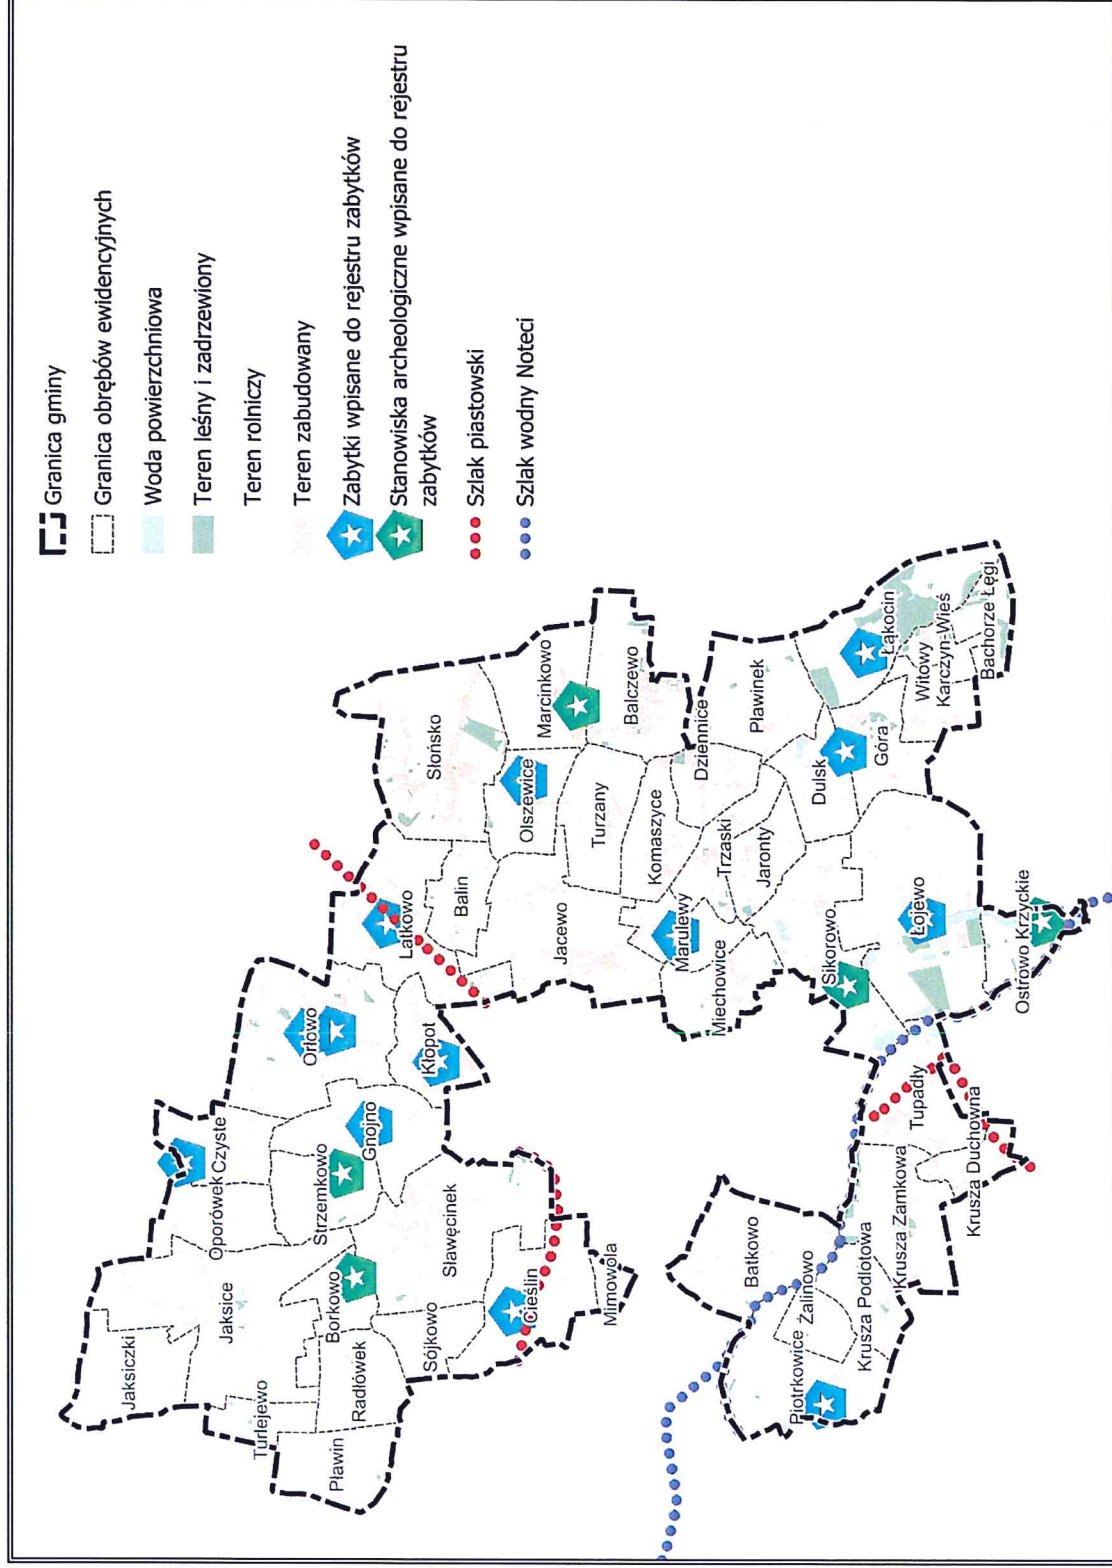 Granica gminy
Granica obrębów ewidencyjnych
Woda powierzchniowa
Teren leśny i zadrzewiony
Teren rolniczy
Teren zabudowany
Zabytki wpisane do rejestru zabytków
Stanowiska archeologiczne wpisane do rejestru
zabytków
Szlak piastowski
Szlak wodny Noteci
Jaksiczki
Jaksice
Turlejewo
Pławin
Radłówek
Borkowo
Oporówek
Czyste
Strzemkowo
Gnojno
Orłowo
Kłopot
Sławęcinek
Sójkowo
Cieślin
Mimowola
Latkowo
Balin
Słońsko
Olszewice
Marcinkowo
Balczewo
Jacewo
Turzany
Komaszyce
Marulewy
Miechowice
Trzaski
Dziennice
Jaronty
Pławinek
Dulsk
Góra
Łąkocin
Witowy
Karczyn-Wieś
Bachorze Łęgi
Sikorowo
Łojewo
Ostrowo Krzyckie
Tupadły
Krusza Duchowna
Krusza Zamkowa
Krusza Podlotowa
Batkowo
Żalinowo
Piotrkowice